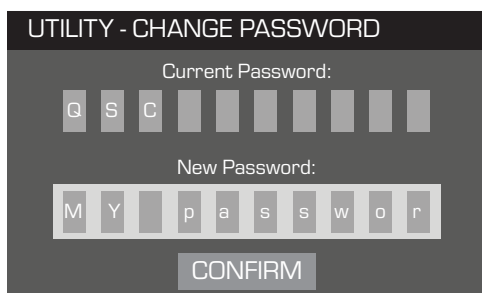 UTILITY - CHANGE PASSWORD
Current Password:
Q S C
New Password:
M Y   p a s s w o r
CONFIRM